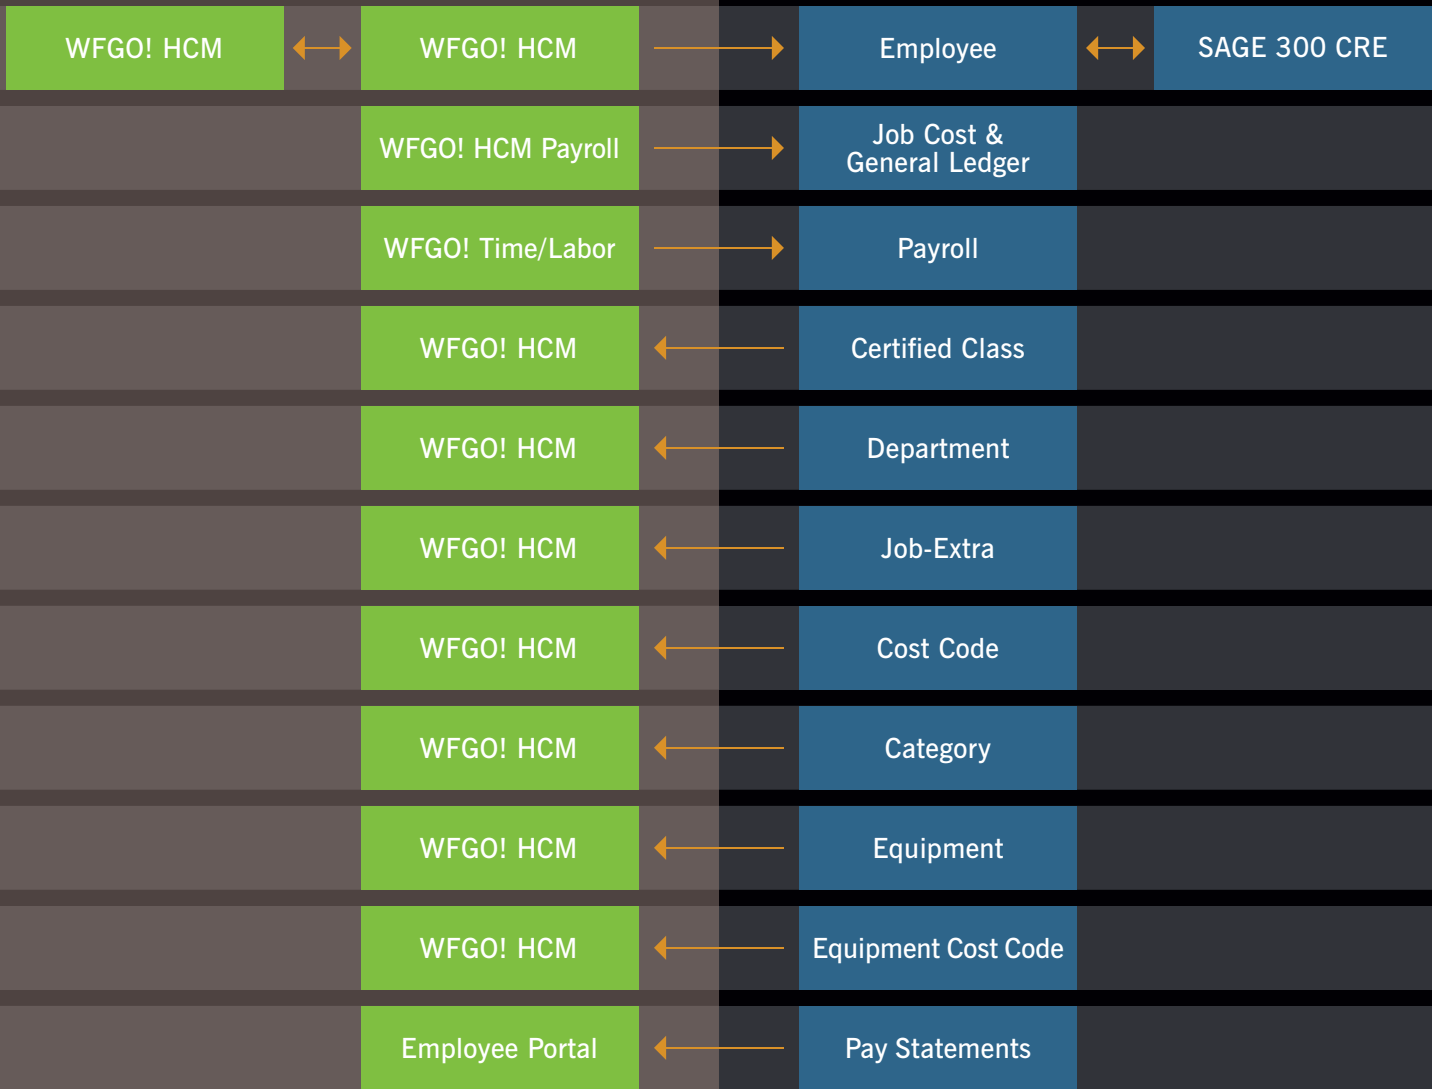 WFGO! HCM
WFGO! HCM
Employee
SAGE 300 CRE
WFGO! HCM Payroll
Job Cost &
General Ledger
WFGO! Time/Labor
Payroll
WFGO! HCM
Certified Class
WFGO! HCM
Department
WFGO! HCM
Job-Extra
WFGO! HCM
Cost Code
WFGO! HCM
Category
WFGO! HCM
Equipment
WFGO! HCM
Equipment Cost Code
Employee Portal
Pay Statements